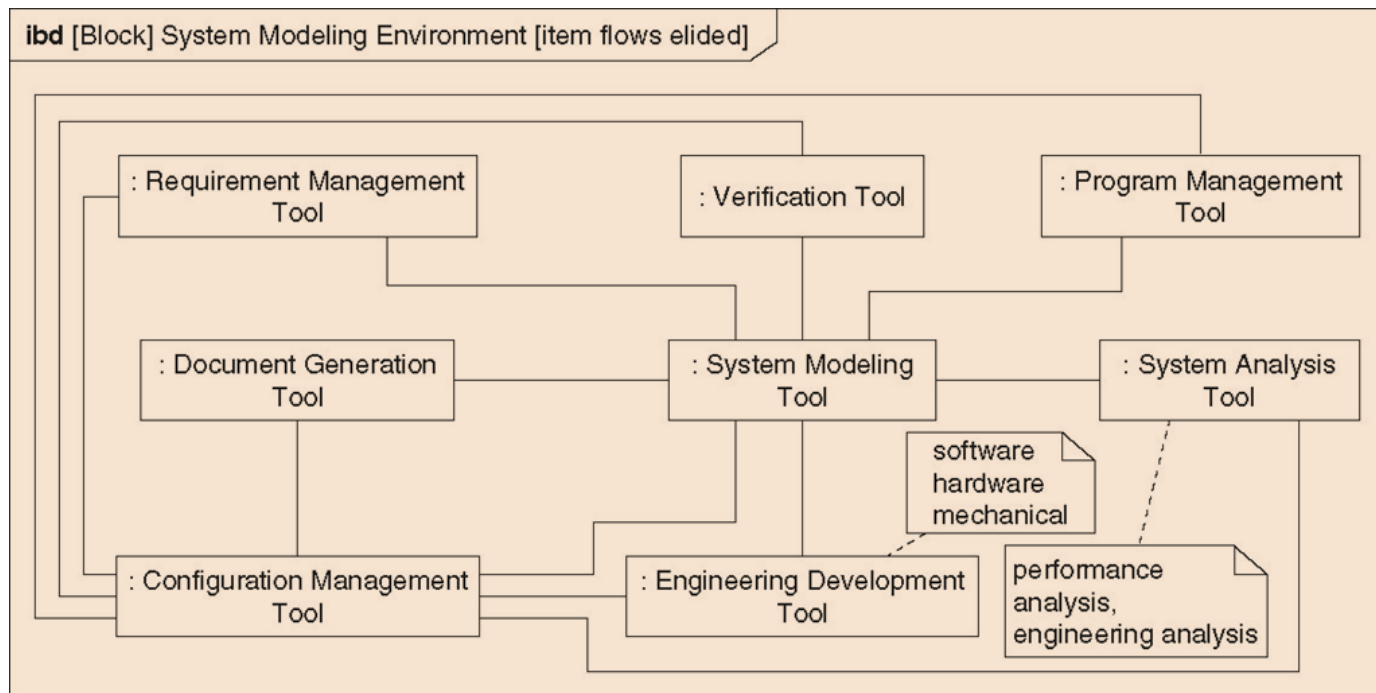 ibd [Block] System Modeling Environment [item flows elided]
: Requirement Management
Tool
: Verification Tool
: Program Management
Tool
: Document Generation
Tool
: System Modeling
Tool
: System Analysis
Tool
software
hardware
mechanical
: Configuration Management
Tool
: Engineering Development
Tool
performance
analysis,
engineering analysis